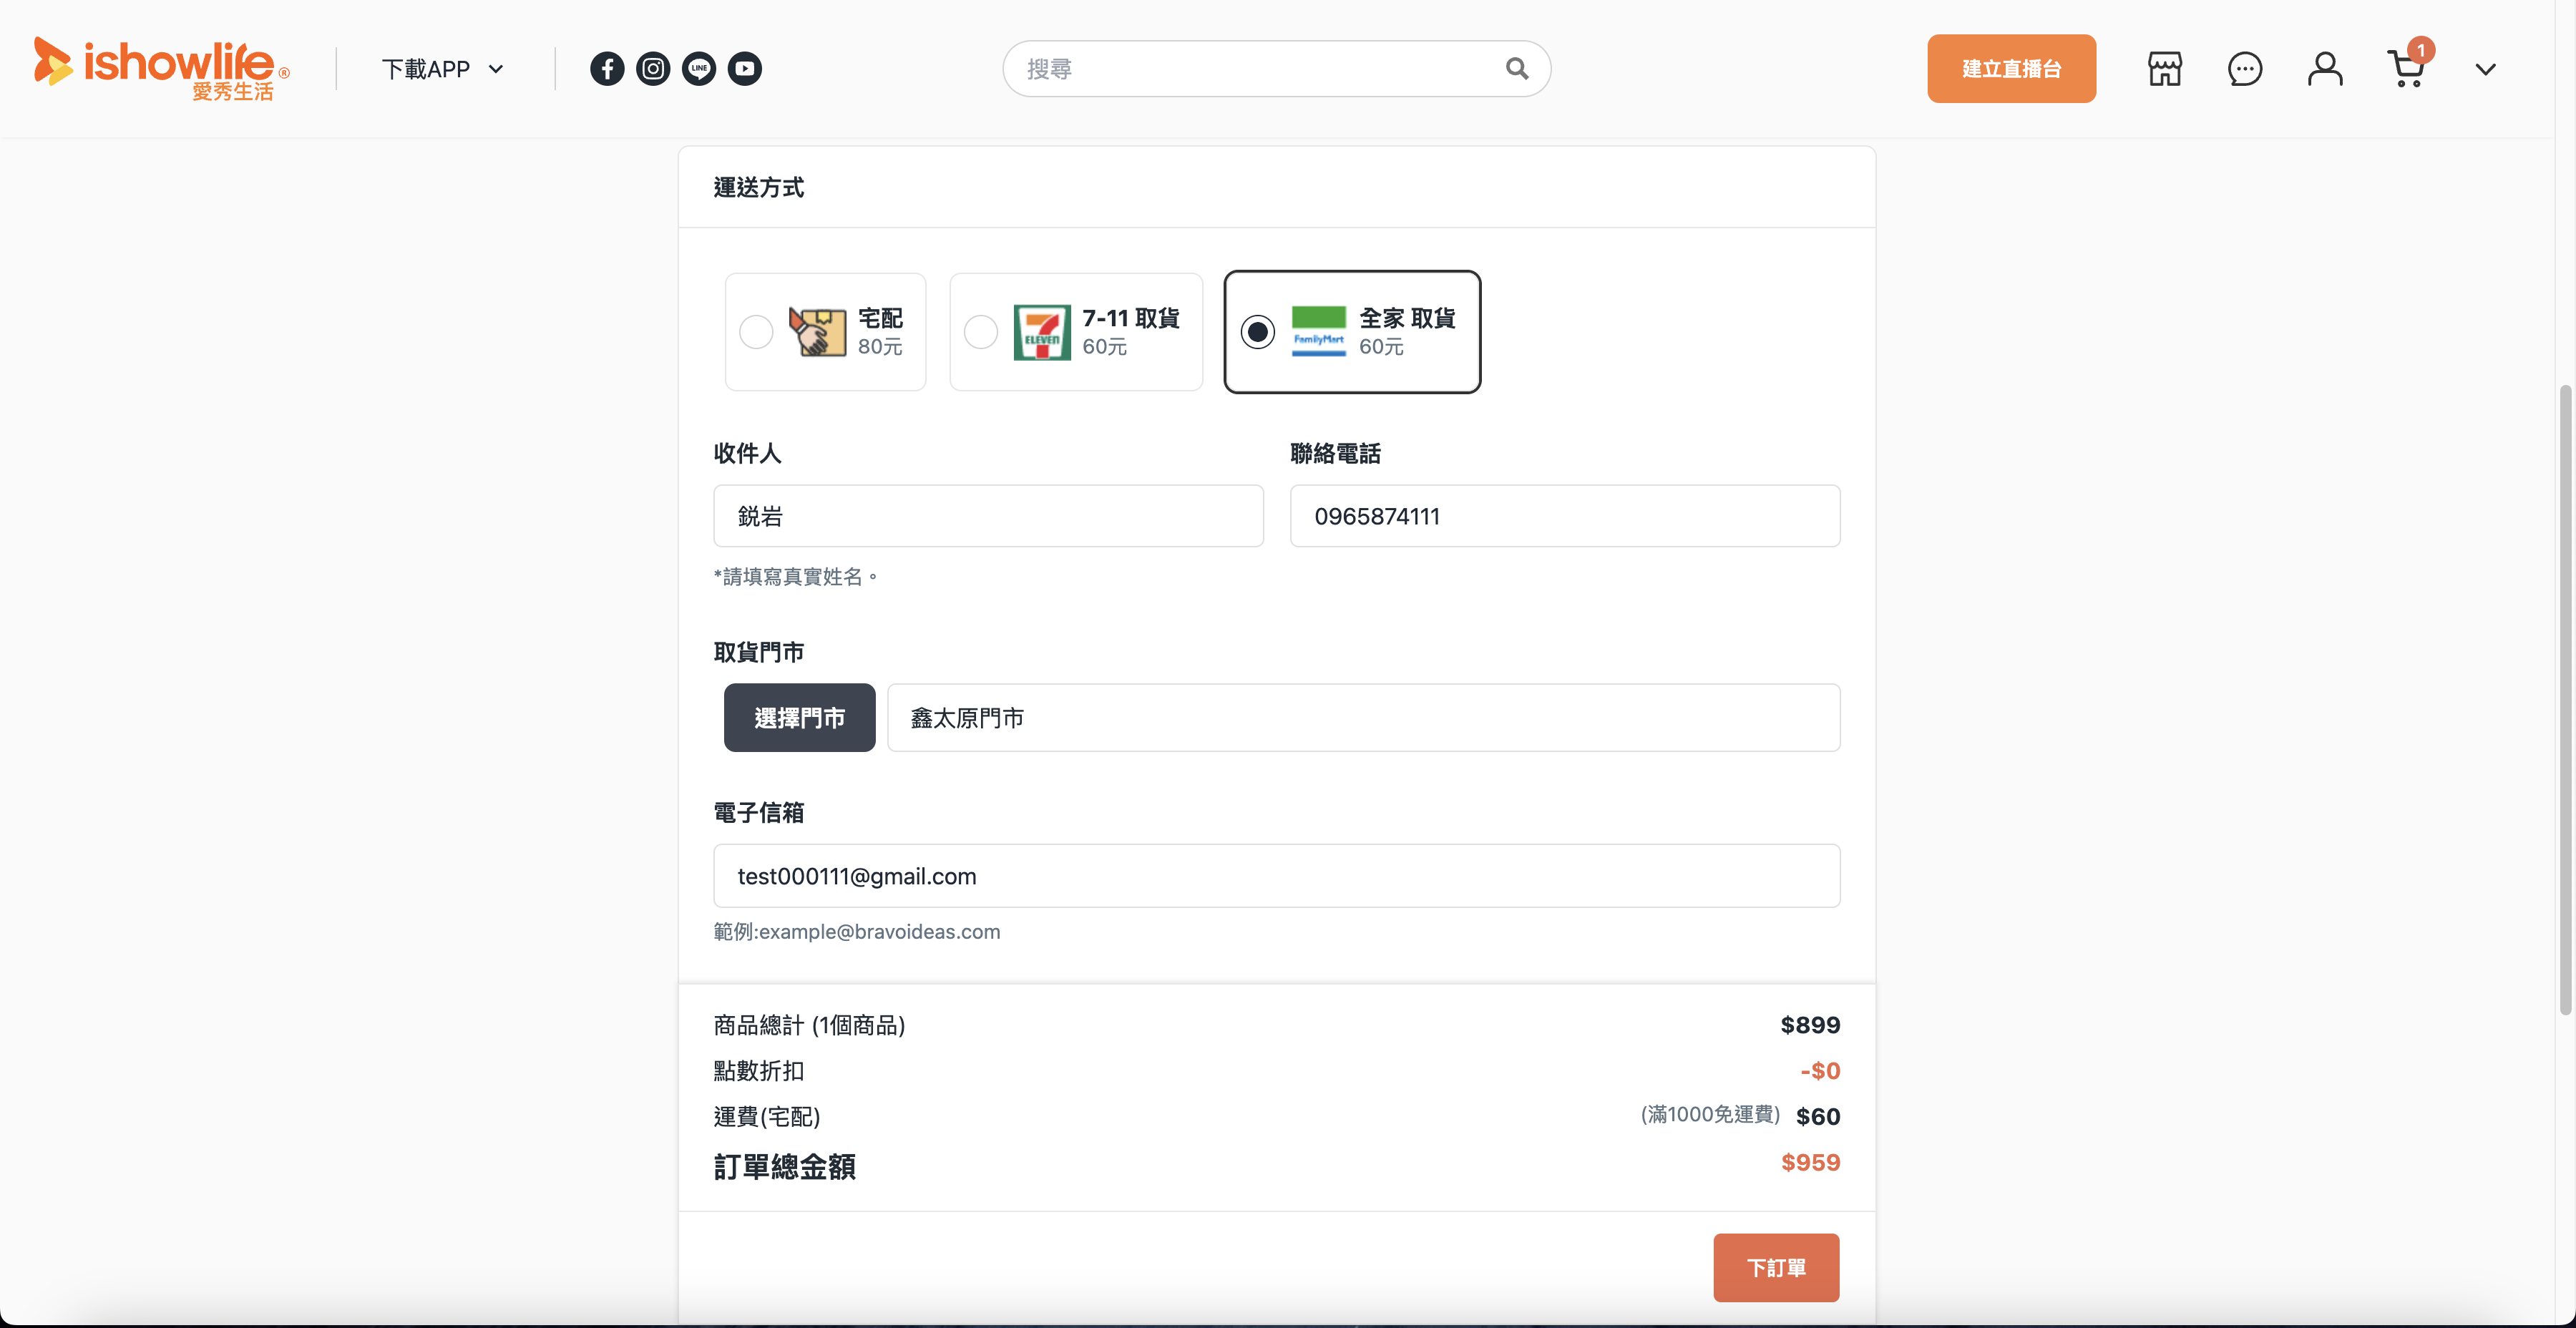 ishowlife®
愛秀生活
下載APP
LINE
搜尋
建立直播台
1
運送方式
宅配
80元
7-ELEVEN
7-11 取貨
60元
FamilyMart
全家 取貨
60元
收件人
聯絡電話
鋭岩
0965874111
*請填寫真實姓名。
取貨門市
選擇門市
鑫太原門市
電子信箱
test000111@gmail.com
範例:example@bravoideas.com
商品總計 (1個商品)
$899
點數折扣
-$0
運費(宅配)
(滿1000免運費) $60
訂單總金額
$959
下訂單